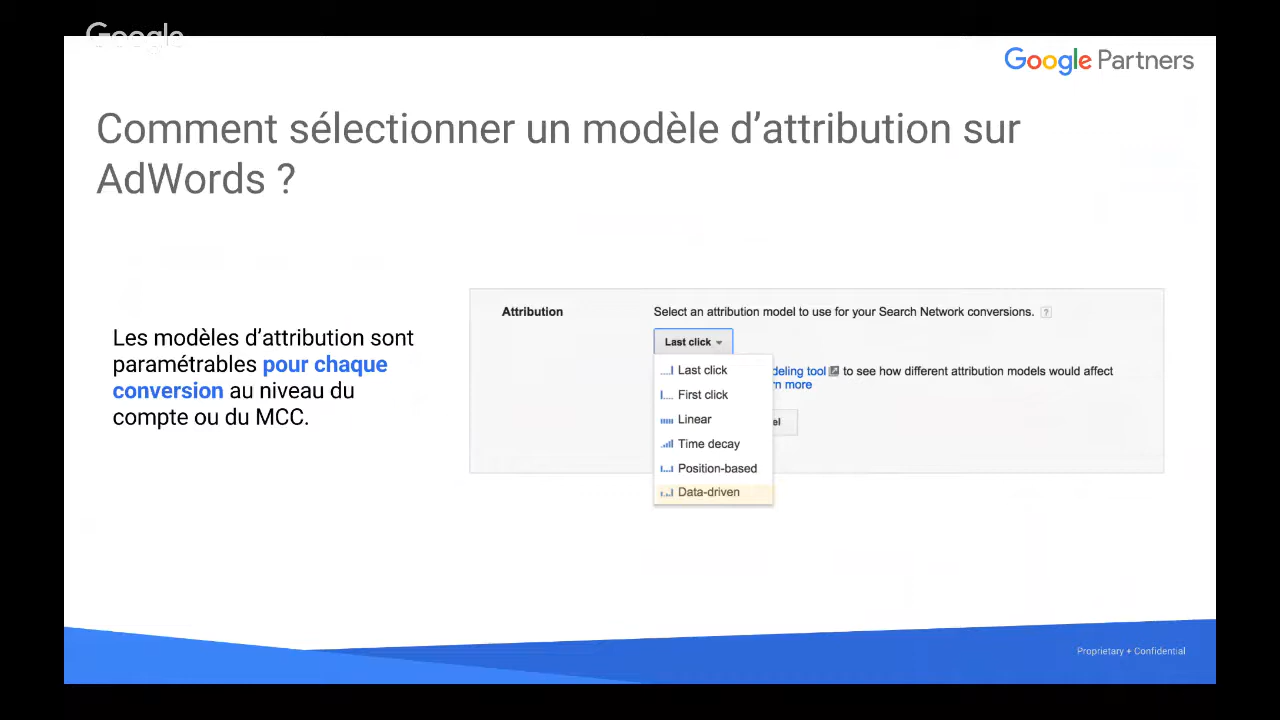 Google
Google Partners
Comment sélectionner un modèle d’attribution sur
AdWords ?
Les modèles d’attribution sont
paramétrables pour chaque
conversion au niveau du
compte ou du MCC.
Attribution
Select an attribution model to use for your Search Network conversions. ?
Last click
Last click
First click
Linear
Time decay
Position-based
Data-driven
deling tool to see how different attribution models would affect
rn more
el
Proprietary + Confidential